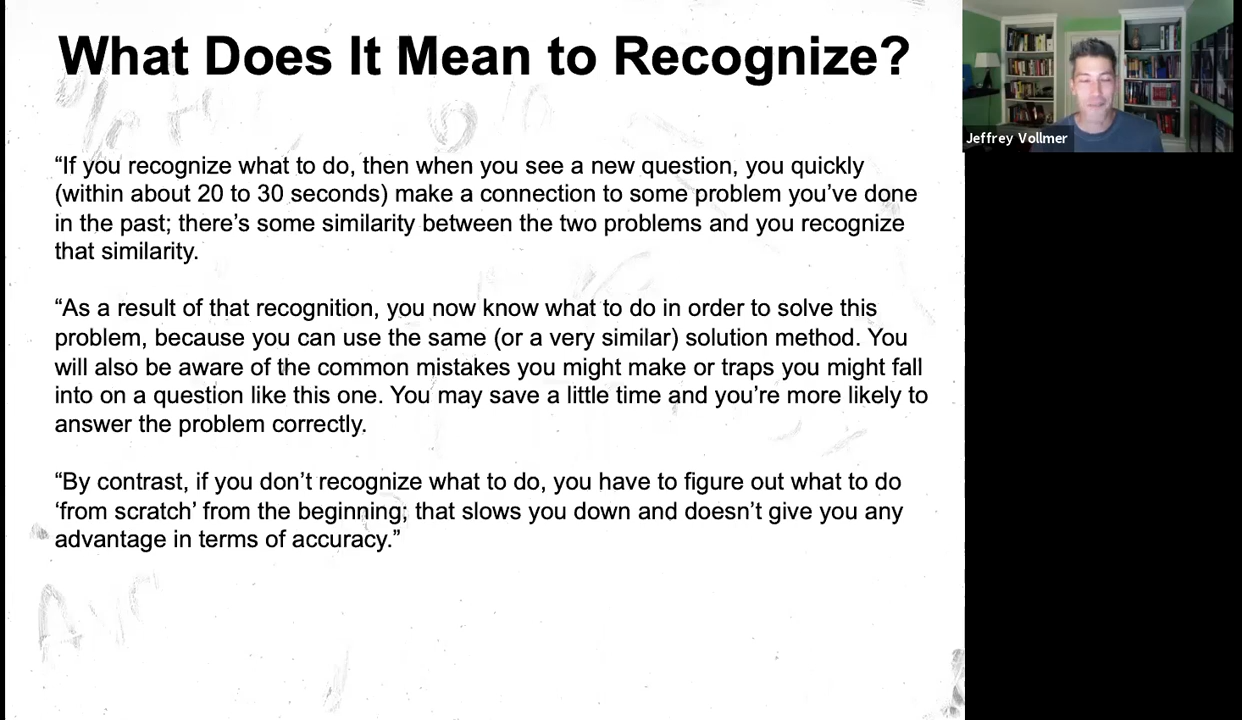 What Does It Mean to Recognize?
“If you recognize what to do, then when you see a new question, you quickly
(within about 20 to 30 seconds) make a connection to some problem you’ve done
in the past; there’s some similarity between the two problems and you recognize
that similarity.
“As a result of that recognition, you now know what to do in order to solve this
problem, because you can use the same (or a very similar) solution method. You
will also be aware of the common mistakes you might make or traps you might fall
into on a question like this one. You may save a little time and you’re more likely to
answer the problem correctly.
“By contrast, if you don’t recognize what to do, you have to figure out what to do
‘from scratch’ from the beginning; that slows you down and doesn’t give you any
advantage in terms of accuracy.”
Jeffrey Vollmer